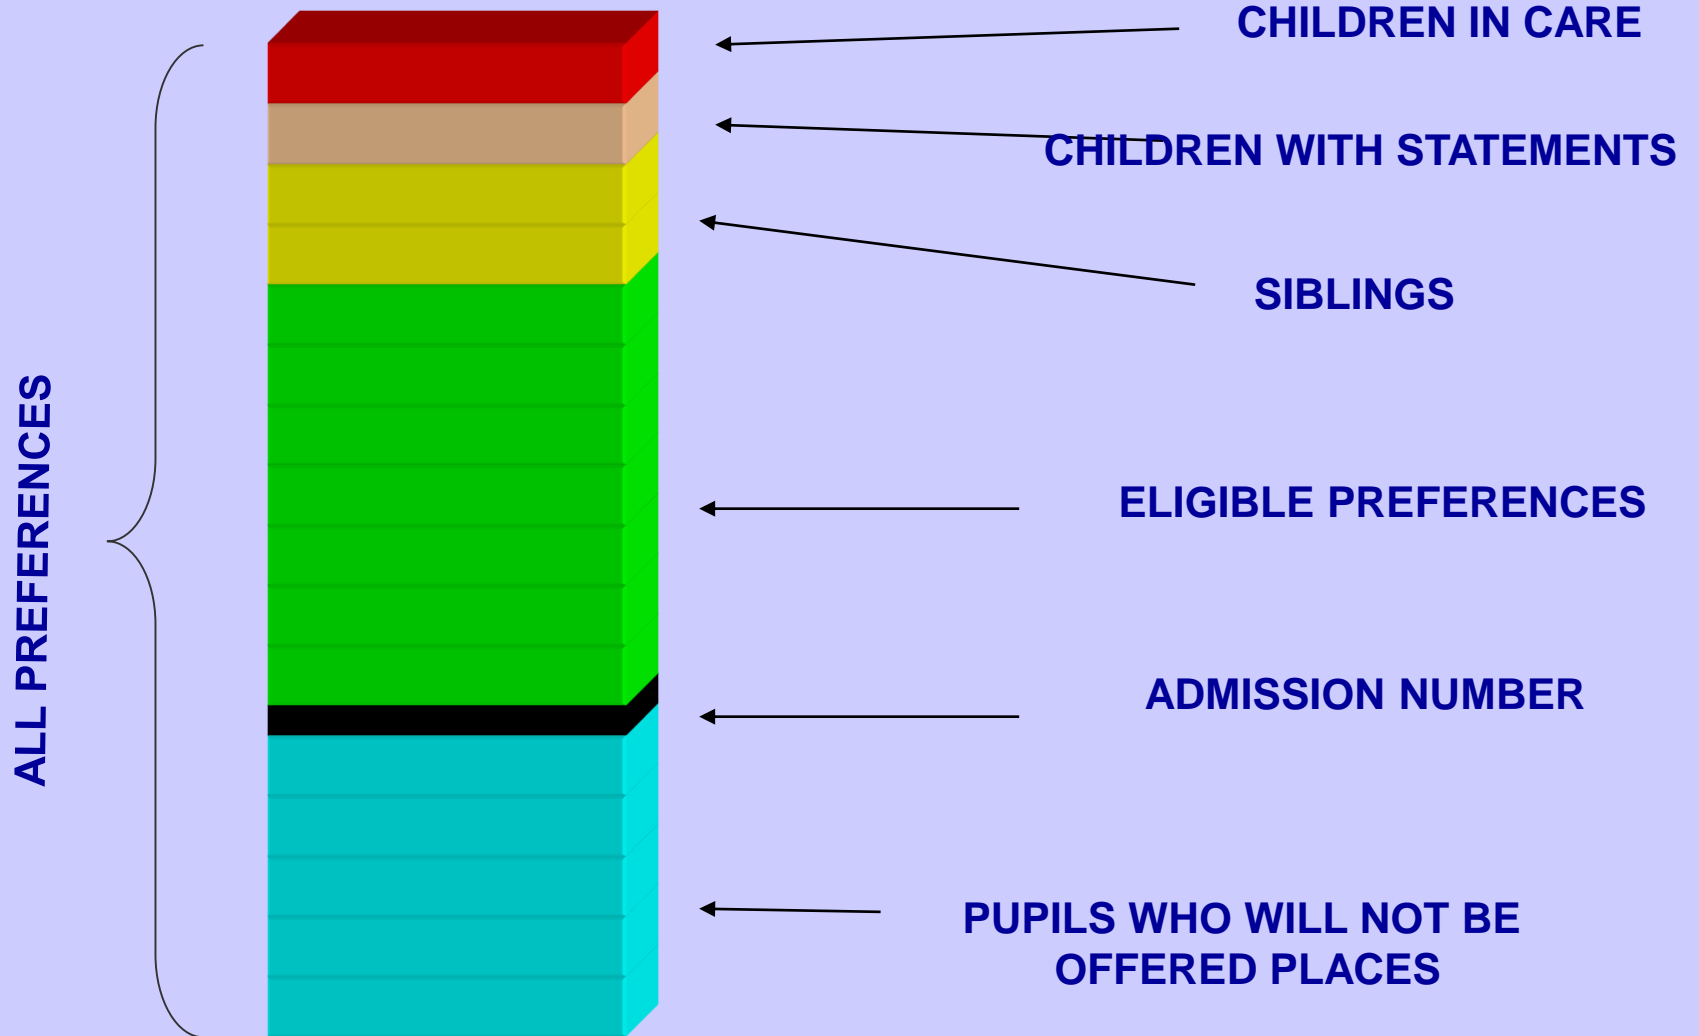 CHILDREN IN CARE
CHILDREN WITH STATEMENTS
SIBLINGS
ALL PREFERENCES
ELIGIBLE PREFERENCES
ADMISSION NUMBER
PUPILS WHO WILL NOT BE
OFFERED PLACES